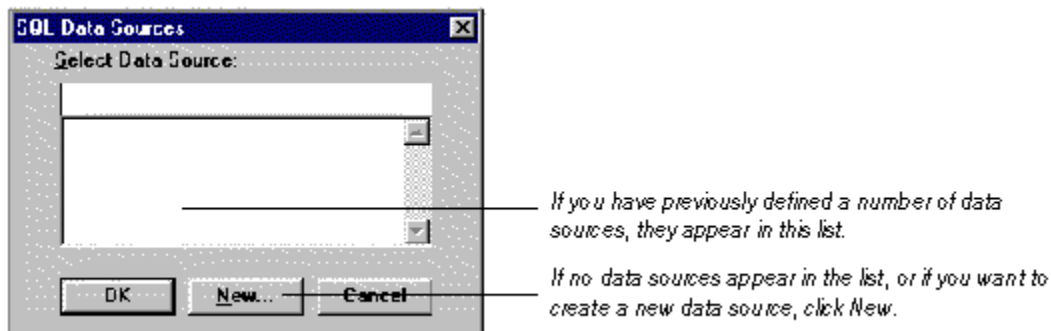 SQL Data Sources
Select Data Source:
If you have previously defined a number of data
sources, they appear in this list.
If no data sources appear in the list, or if you want to
create a new data source, click New.
OK New... Cancel